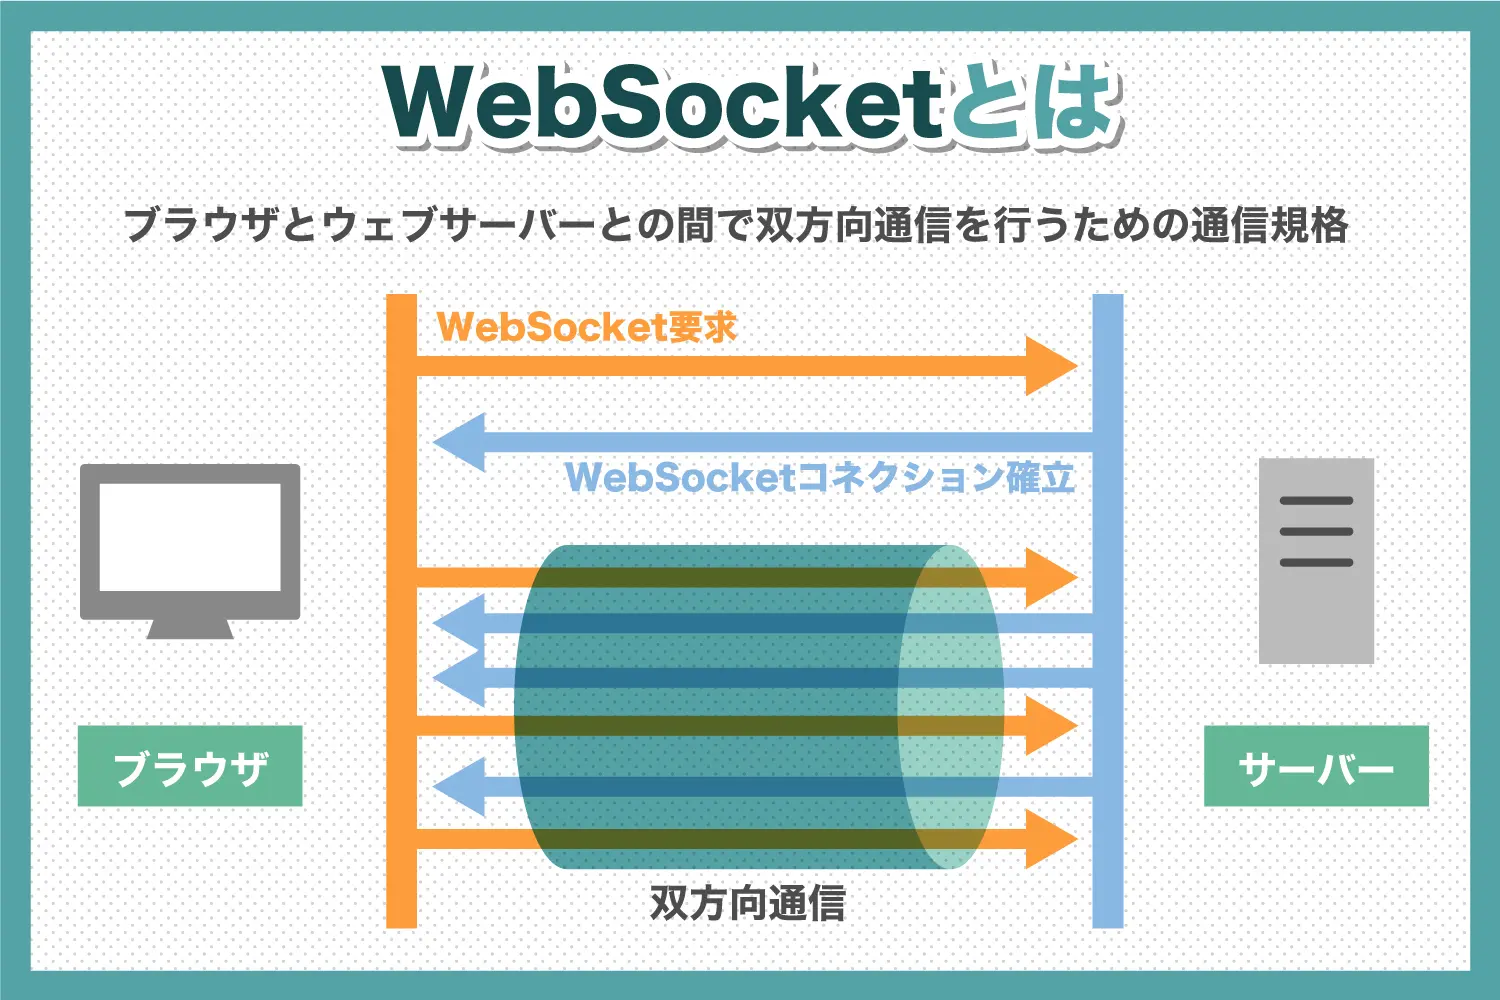 WebSocketとは
ブラウザとウェブサーバーとの間で双方向通信を行うための通信規格
WebSocket要求
WebSocketコネクション確立
ブラウザ
サーバー
双方向通信